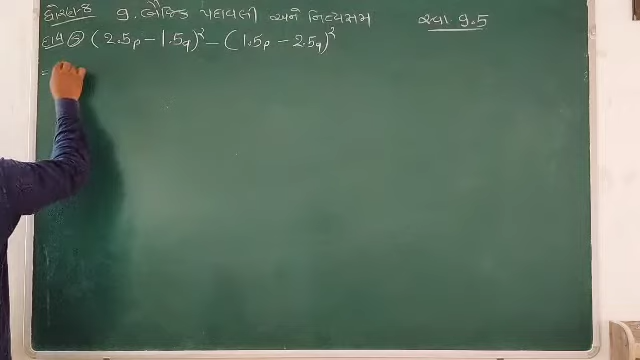 ધોરણ-8 9. બૈજિક પદાવલી અને નિત્યસમ સ્વા 9.5
દા.4 (2.5p - 1.5q)² - (1.5p - 2.5q)²
=